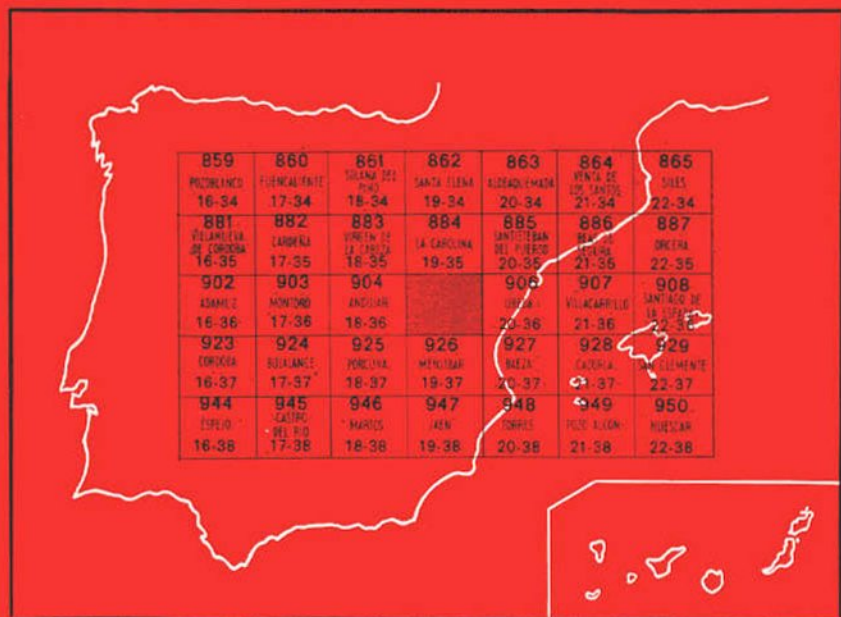 859 860 861 862 863 864 865
POZOBLANCO FUENCALIENTE SOLANA DEL PINO SANTA ELENA ALDEAQUEMADA VENTA DE LOS SANTOS SILES
16-34 17-34 18-34 19-34 20-34 21-34 22-34
881 882 883 884 885 886 887
VILLANUEVA DE CORDOBA CARDEÑA VIRGEN DE LA CABEZA LA CAROLINA SANTISTEBAN DEL PUERTO BEAS DE SEGURA ORCERA
16-35 17-35 18-35 19-35 20-35 21-35 22-35
902 903 904 906 907 908
ADAMUZ MONTORO ANDUJAR UBEDA VILLACARRILLO SANTIAGO DE LA ESPADA
16-36 17-36 18-36 20-36 21-36 22-36
923 924 925 926 927 928 929
CORDOBA BUJALANCE PORCUNA MENGIBAR BAEZA CAZORLA SAN CLEMENTE
16-37 17-37 18-37 19-37 20-37 21-37 22-37
944 945 946 947 948 949 950
ESPEJO CASTRO DEL RIO MARTOS JAEN TORRES POZO ALCON HUESCAR
16-38 17-38 18-38 19-38 20-38 21-38 22-38